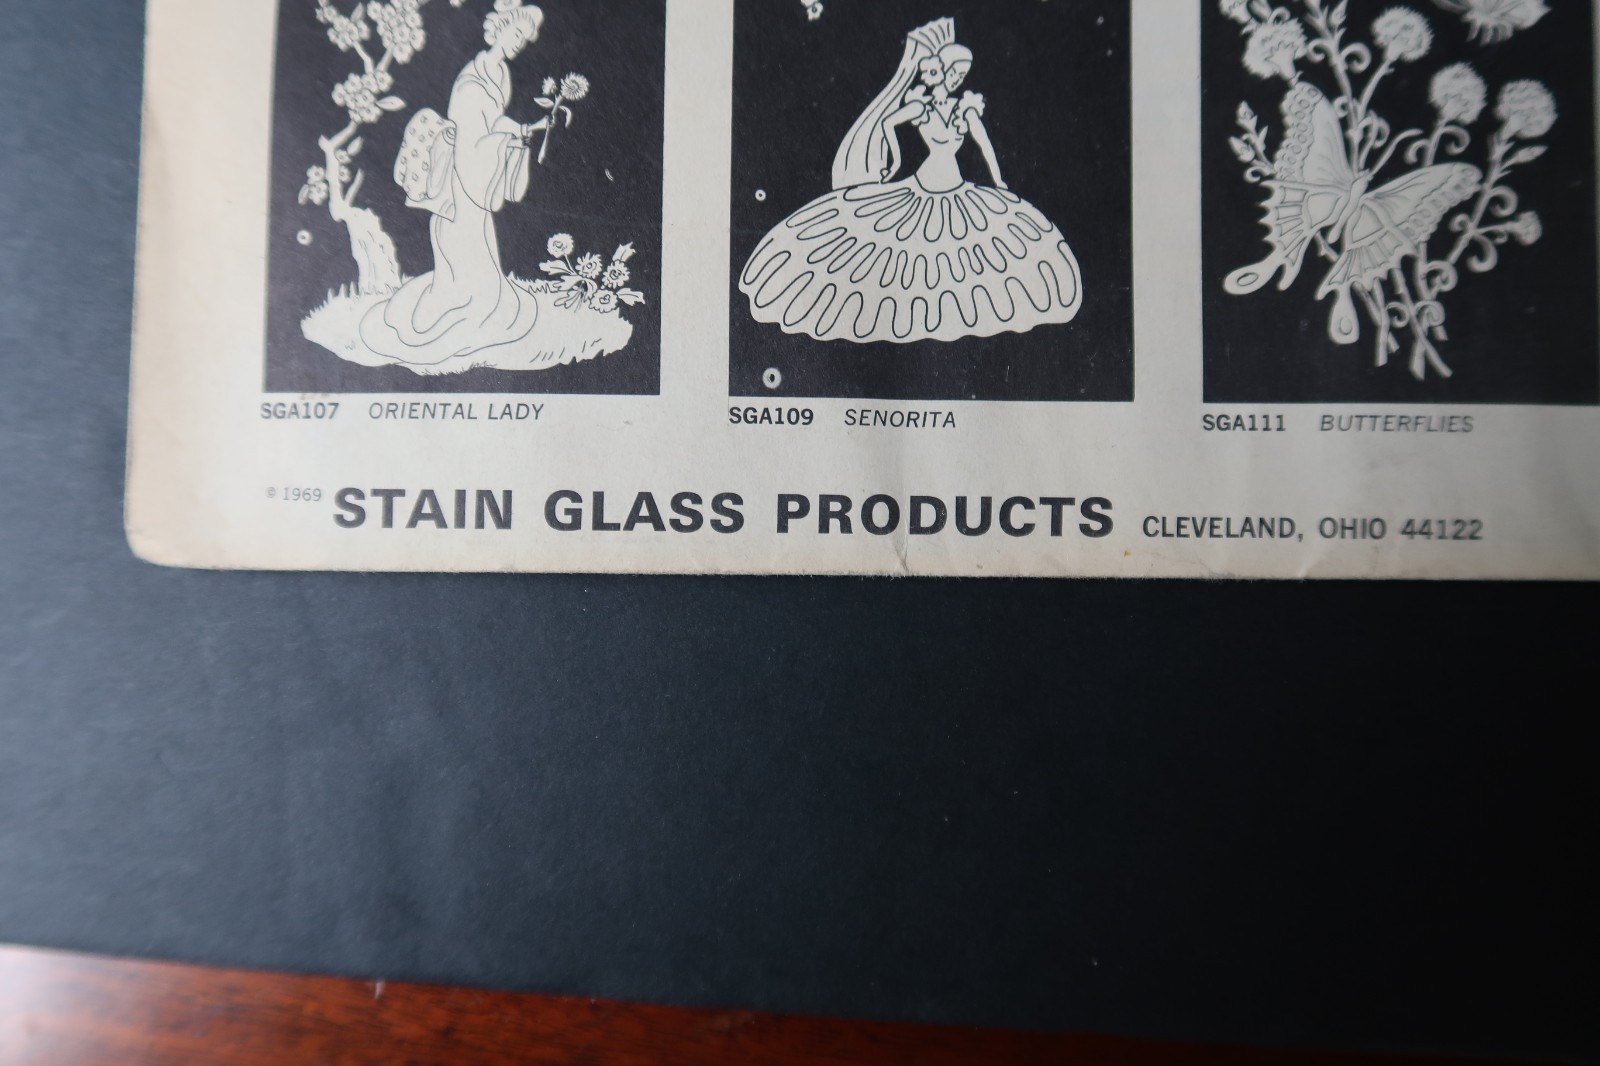 SGA107 ORIENTAL LADY
SGA109 SENORITA
SGA111 BUTTERFLIES
© 1969 STAIN GLASS PRODUCTS CLEVELAND, OHIO 44122